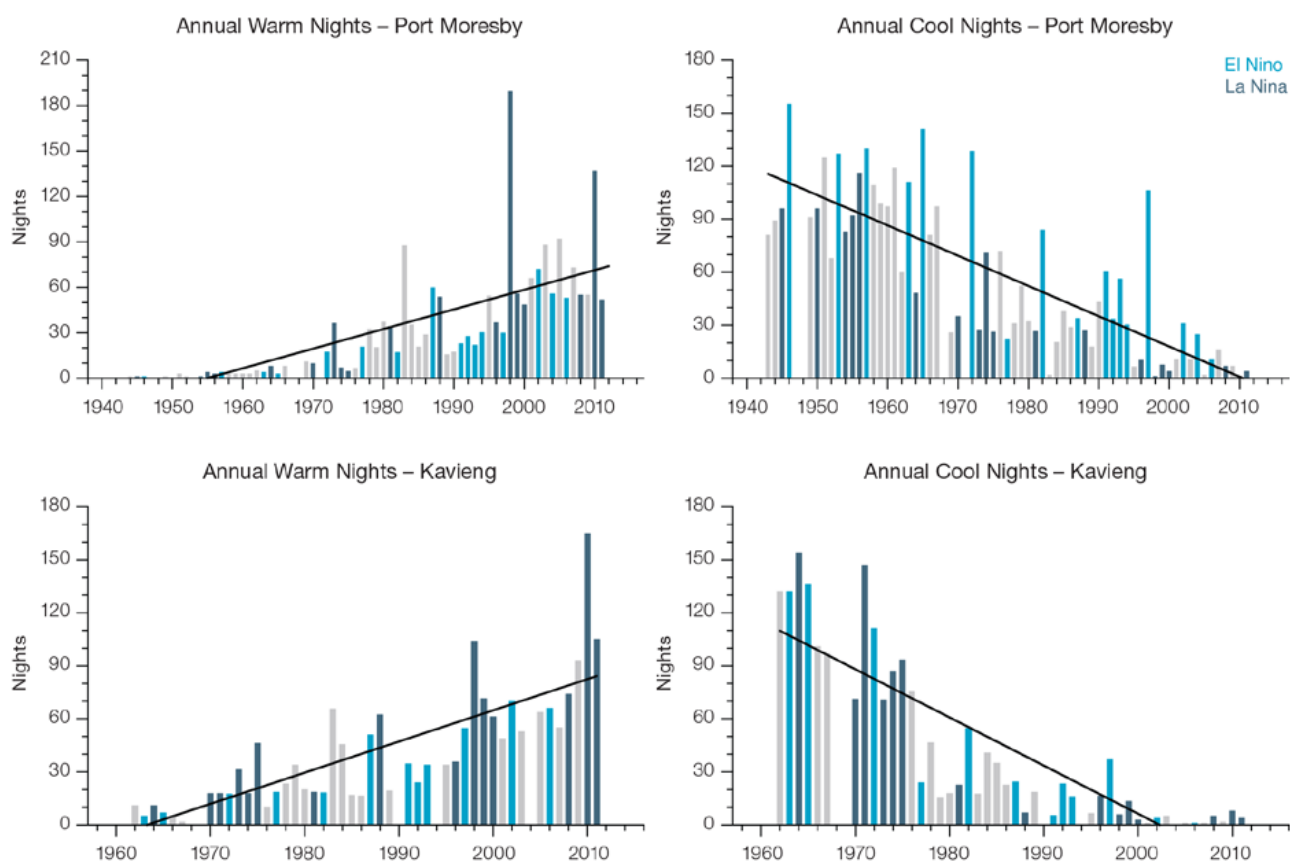 Annual Warm Nights – Port Moresby
Nights
210
180
150
120
90
60
30
0
1940 1950 1960 1970 1980 1990 2000 2010
Annual Cool Nights – Port Moresby
El Nino
La Nina
Nights
180
150
120
90
60
30
0
1940 1950 1960 1970 1980 1990 2000 2010
Annual Warm Nights – Kavieng
Nights
180
150
120
90
60
30
0
1960 1970 1980 1990 2000 2010
Annual Cool Nights – Kavieng
Nights
180
150
120
90
60
30
0
1960 1970 1980 1990 2000 2010